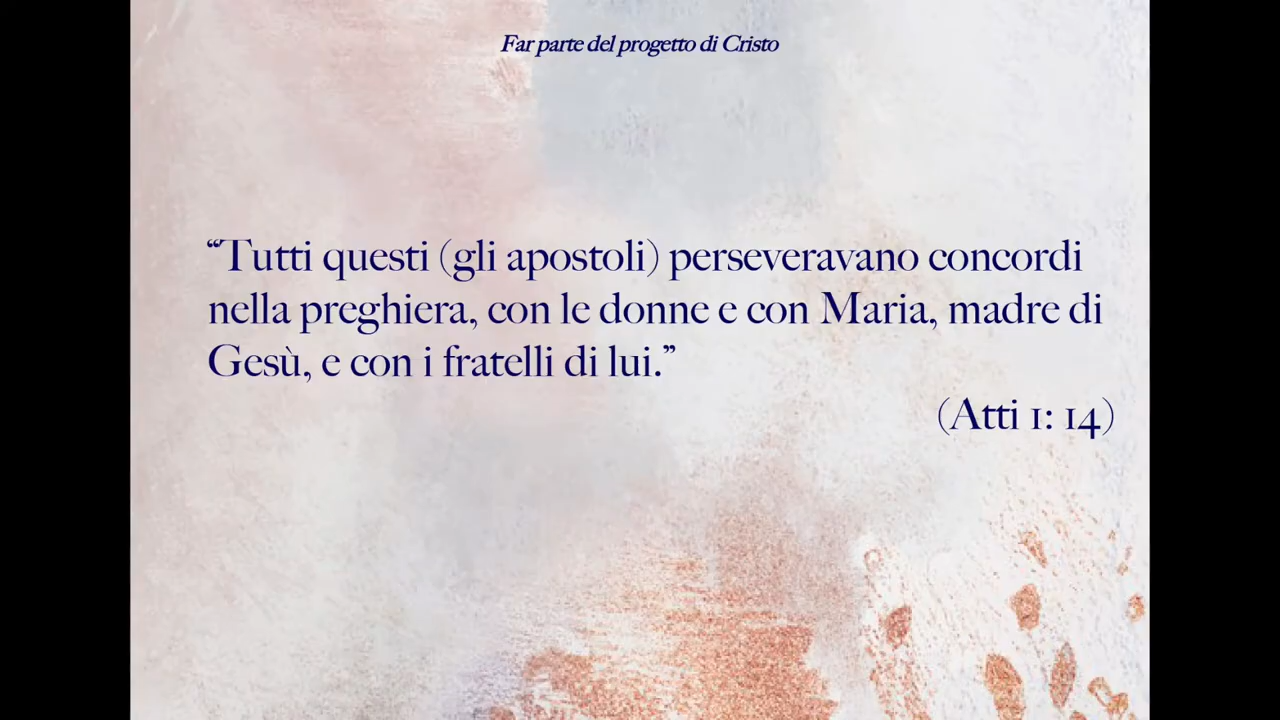 Far parte del progetto di Cristo
“Tutti questi (gli apostoli) perseveravano concordi
nella preghiera, con le donne e con Maria, madre di
Gesù, e con i fratelli di lui.”
(Atti 1: 14)